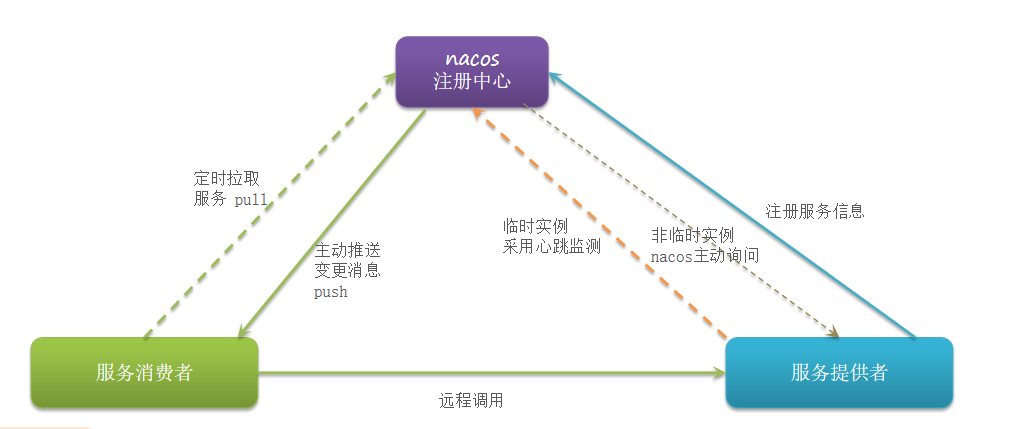 nacos
注册中心
定时拉取
服务 pull
主动推送
变更消息
push
临时实例
采用心跳监测
非临时实例
nacos主动询问
注册服务信息
服务消费者
远程调用
服务提供者